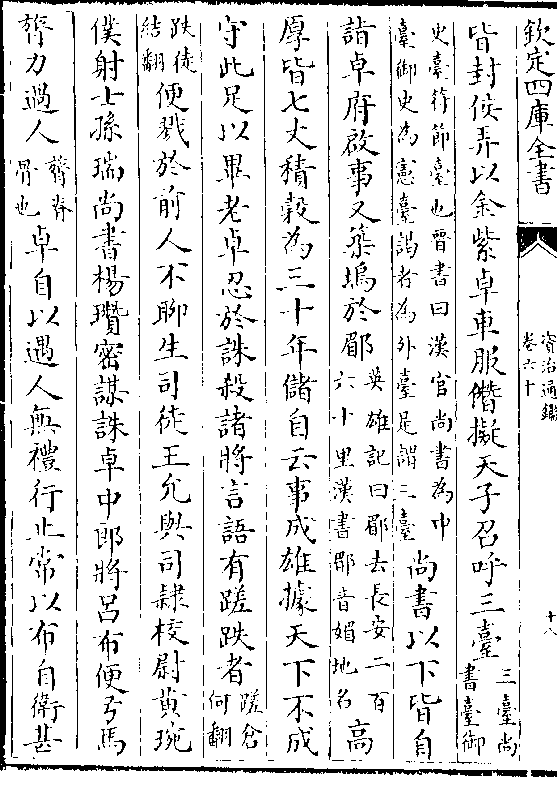 欽定四庫全書
資治通鑑
卷六十
十八
皆封侯弄以金紫卓車服僭擬天子召呼三臺三臺尚書臺御
史臺符節臺也晉書曰漢官尚書為中臺御史為憲臺謁者為外臺是謂三臺尚書以下皆自
詣卓府啟事又築塢於郿英雄記曰郿去長安二百六十里漢書郿音媚地名高
厚皆七丈積穀為三十年儲自云事成雄據天下不成
守此足以畢老卓忍於誅殺諸將言語有蹉跌者蹉倉何翻
跌徒結翻便戮於前人不聊生司徒王允與司隸校尉黃琬
僕射士孫瑞尚書楊瓚密謀誅卓中郎將呂布便弓馬
膂力過人膂脊骨也卓自以遇人無禮行止常以布自衛甚